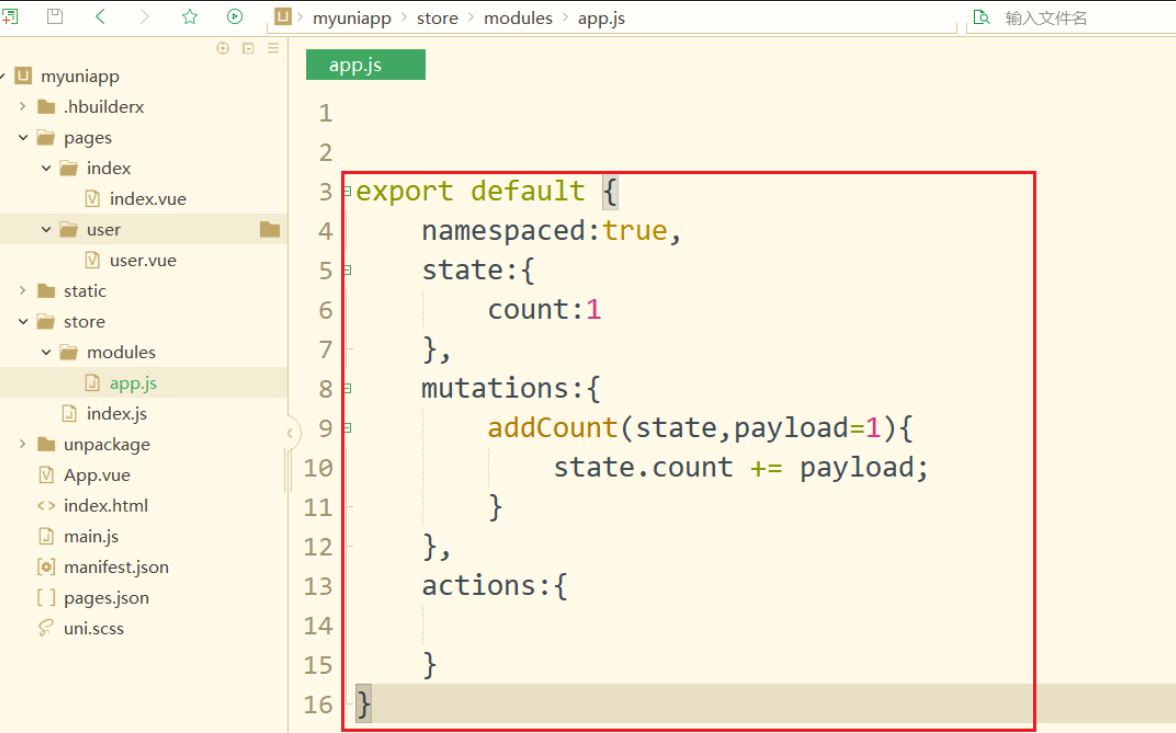 myuniapp > store > modules > app.js
输入文件名
myuniapp
.hbuilderx
pages
index
index.vue
user
user.vue
static
store
modules
app.js
index.js
unpackage
App.vue
index.html
main.js
manifest.json
pages.json
uni.scss
app.js
1
2
3 export default {
4 namespaced:true,
5 state:{
6 count:1
7 },
8 mutations:{
9 addCount(state,payload=1){
10 state.count += payload;
11 }
12 },
13 actions:{
14
15 }
16 }